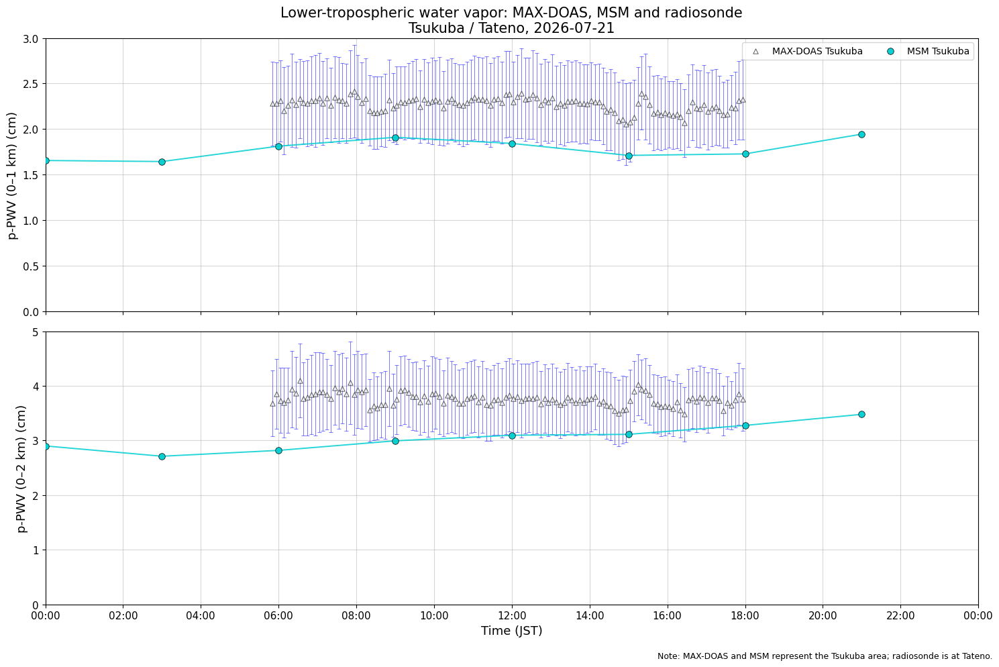 Lower-tropospheric water vapor: MAX-DOAS, MSM and radiosonde
Tsukuba / Tateno, 2026-07-21
MAX-DOAS Tsukuba
MSM Tsukuba
p-PWV (0–1 km) (cm)
3.0
2.5
2.0
1.5
1.0
0.5
0.0
p-PWV (0–2 km) (cm)
5
4
3
2
1
0
00:00 02:00 04:00 06:00 08:00 10:00 12:00 14:00 16:00 18:00 20:00 22:00 00:00
Time (JST)
Note: MAX-DOAS and MSM represent the Tsukuba area; radiosonde is at Tateno.